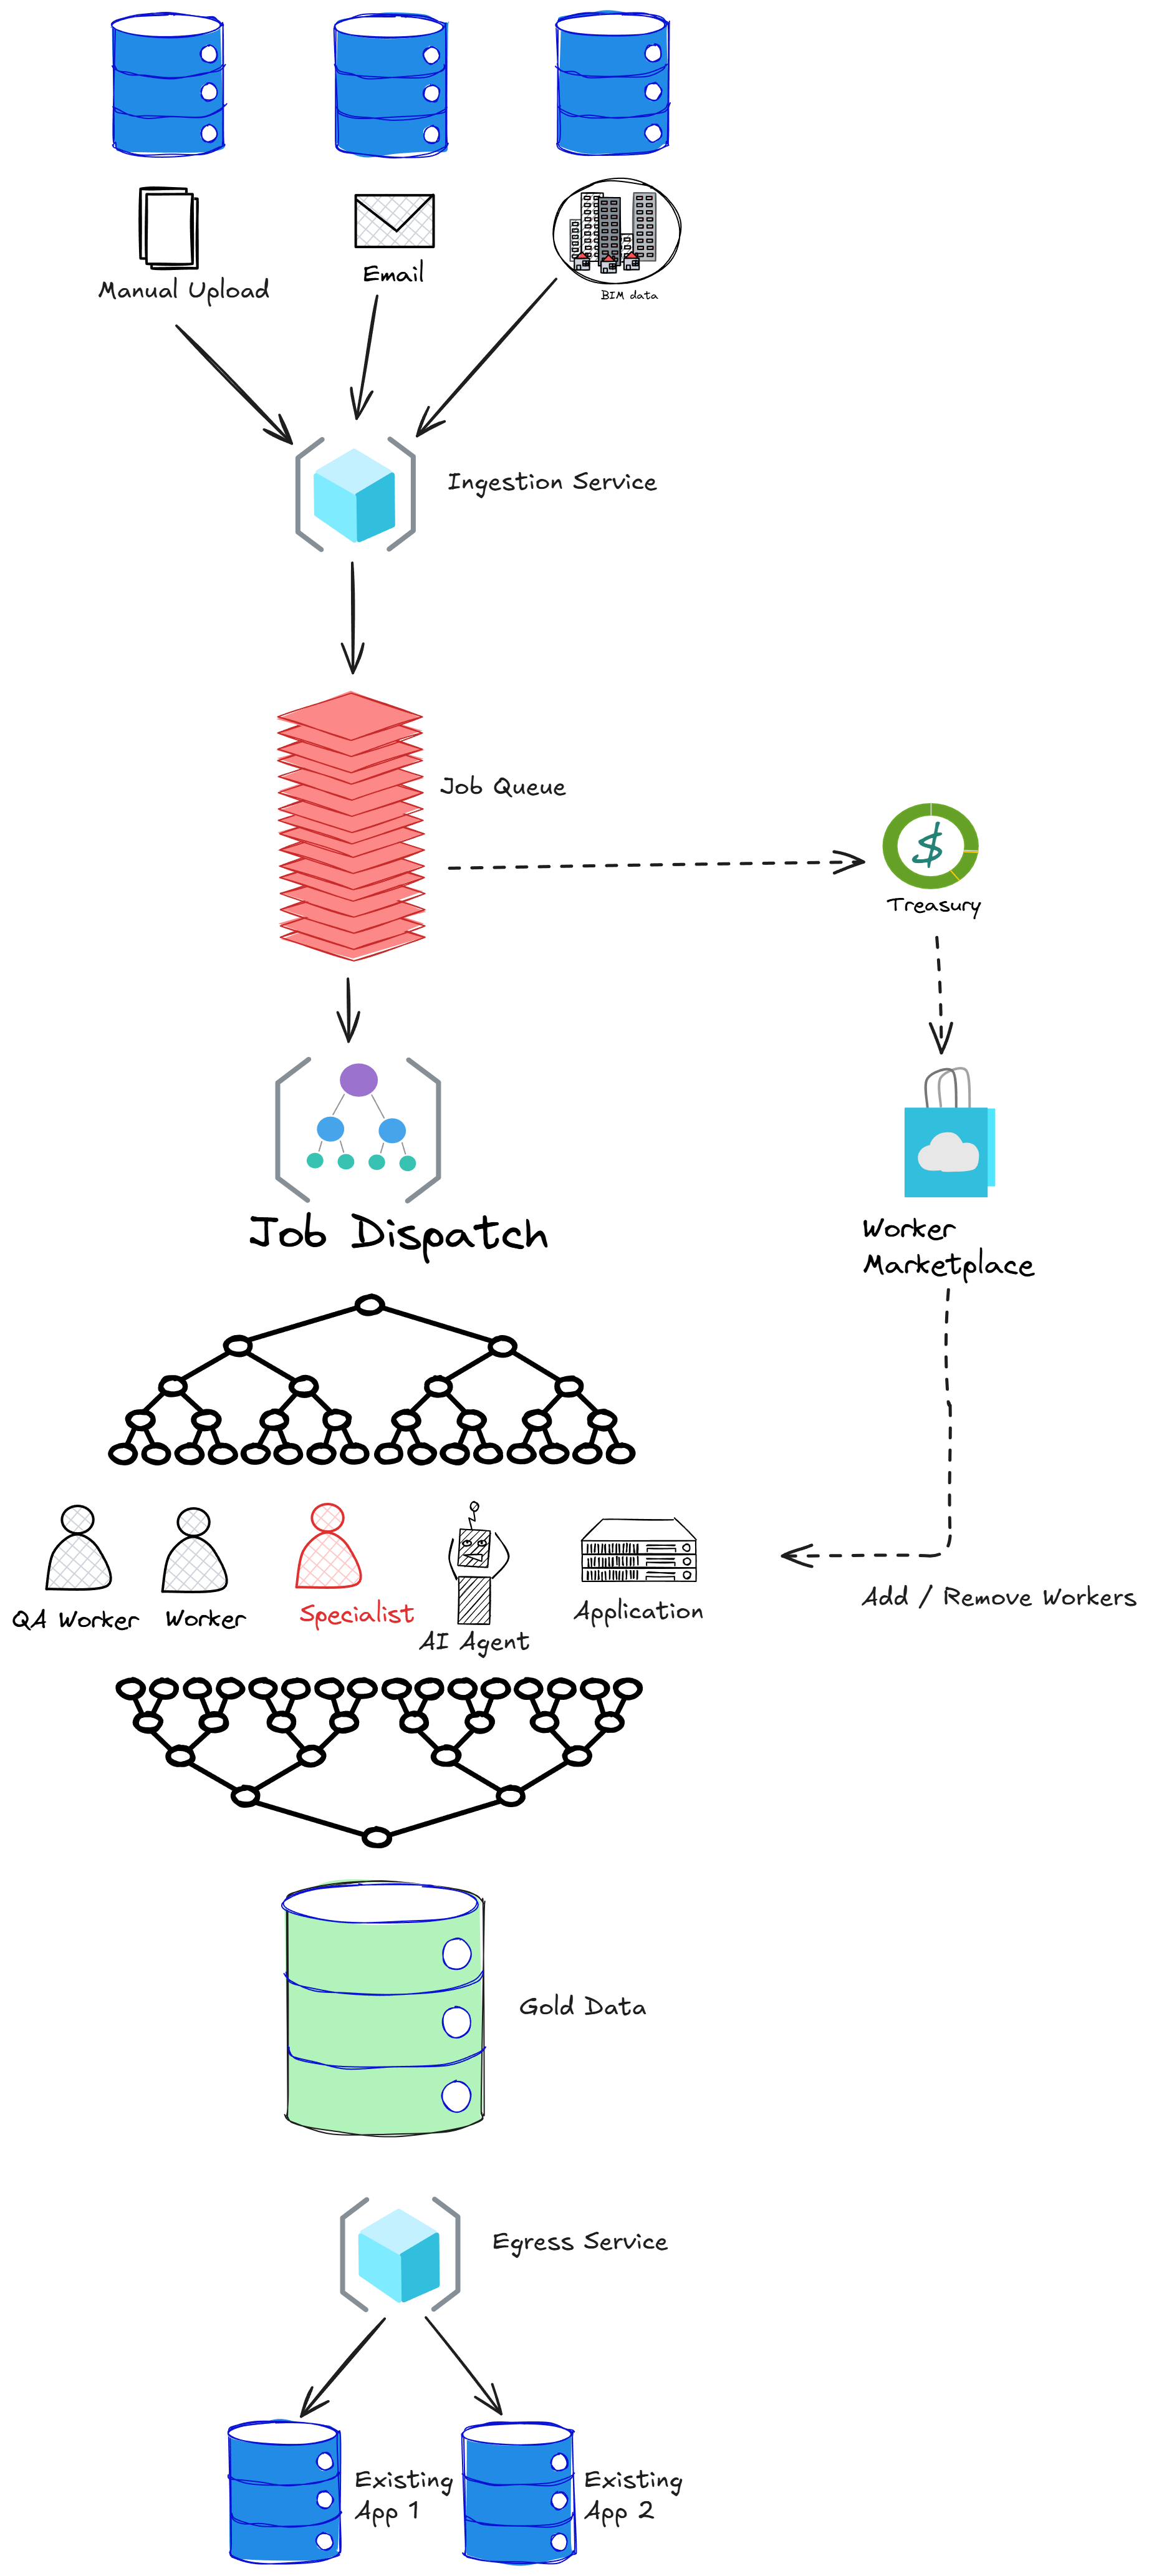 Manual Upload
Email
BIM data
Ingestion Service
Job Queue
$
Treasury
Job Dispatch
Worker
Marketplace
QA Worker
Worker
Specialist
AI Agent
Application
Add / Remove Workers
Gold Data
Egress Service
Existing
App 1
Existing
App 2